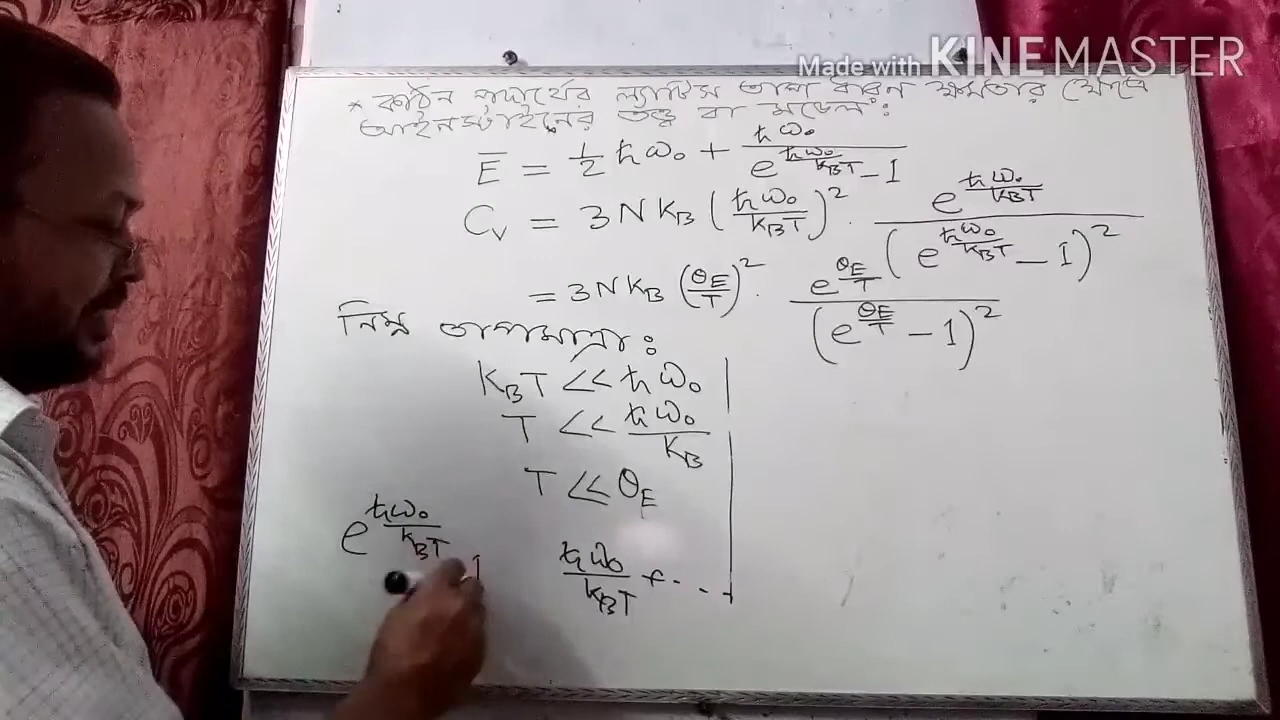 Made with KINEMASTER
* কঠিন পদার্থের ল্যাটিস তাপ ধারণ ক্ষমতার ক্ষেত্রে
আইনস্টাইনের তত্ত্ব বা মডেল:
E̅ = 1/2 ħω₀ + ħω₀/(e^(ħω₀/K_BT) - 1)
C_v = 3NK_B (ħω₀/K_BT)² · e^(ħω₀/K_BT)/(e^(ħω₀/K_BT) - 1)²
= 3NK_B (θ_E/T)² · e^(θ_E/T)/(e^(θ_E/T) - 1)²
নিম্ন তাপমাত্রা:
K_BT << ħω₀
T << ħω₀/K_B
T << θ_E
e^(ħω₀/K_BT) 1 ħω₀/K_BT + ...